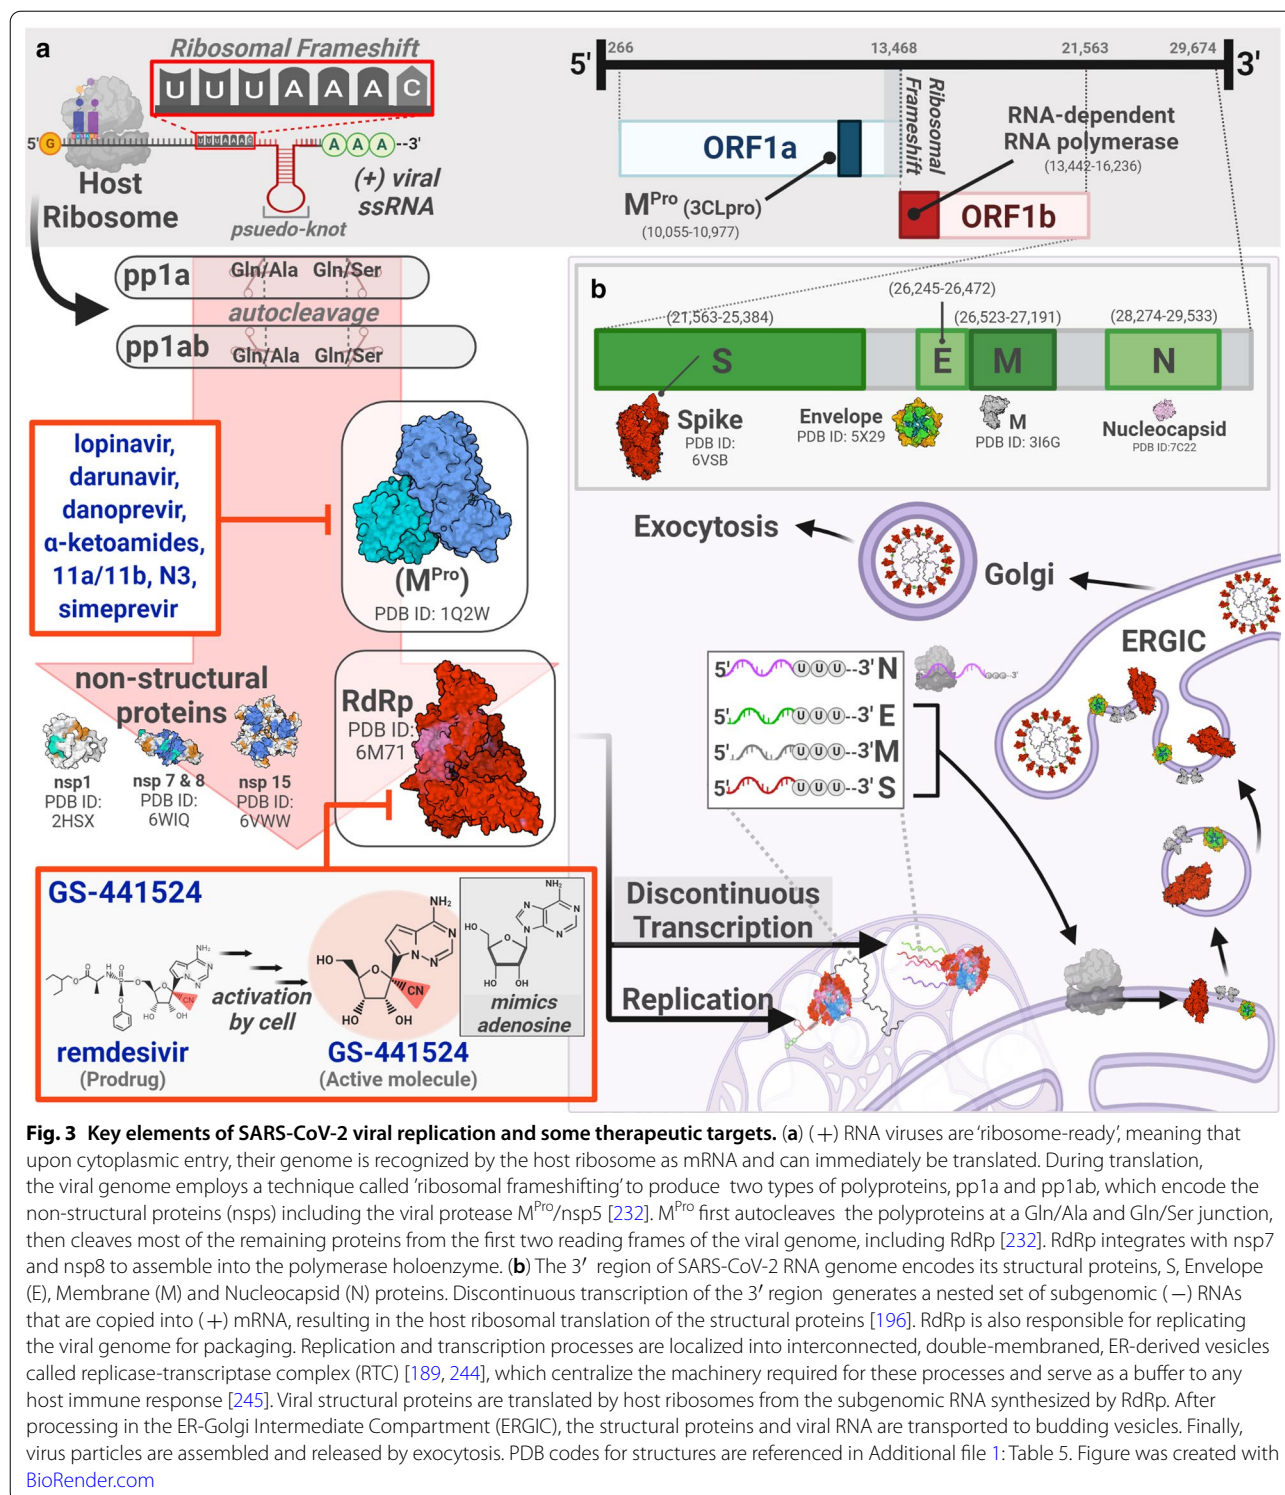 a
Ribosomal Frameshift
U U U A A A C
5' G
U U U A A A C
A A A --3'
Host
Ribosome
(+) viral
ssRNA
psuedo-knot
5'
266
13,468
21,563
29,674
3'
ORF1a
Ribosomal
Frameshift
RNA-dependent
RNA polymerase
(13,442-16,236)
M^Pro (3CLpro)
(10,055-10,977)
ORF1b
pp1a
Gln/Ala Gln/Ser
autocleavage
pp1ab
Gln/Ala Gln/Ser
b
(26,245-26,472)
(21,563-25,384)
(26,523-27,191)
(28,274-29,533)
S
E
M
N
Spike
PDB ID:
6VSB
Envelope
PDB ID: 5X29
M
PDB ID: 3I6G
Nucleocapsid
PDB ID:7C22
lopinavir,
darunavir,
danoprevir,
α-ketoamides,
11a/11b, N3,
simeprevir
(M^Pro)
PDB ID: 1Q2W
Exocytosis
Golgi
ERGIC
non-structural
proteins
nsp1
PDB ID:
2HSX
nsp 7 & 8
PDB ID:
6WIQ
nsp 15
PDB ID:
6VWW
RdRp
PDB ID:
6M71
5' U U U --3' N
5' U U U --3' E
5' U U U --3' M
5' U U U --3' S
5' --3'
GS-441524
NH₂
N
N
N
O
O
HN
P
O
O
O
O
CN
HO OH
remdesivir
(Prodrug)
activation
by cell
NH₂
N
N
N
HO
O
CN
HO OH
GS-441524
(Active molecule)
NH₂
N
N
N
N
HO
O
OH OH
mimics
adenosine
Discontinuous
Transcription
Replication
Fig. 3 Key elements of SARS-CoV-2 viral replication and some therapeutic targets. (a) (+) RNA viruses are 'ribosome-ready', meaning that
upon cytoplasmic entry, their genome is recognized by the host ribosome as mRNA and can immediately be translated. During translation,
the viral genome employs a technique called 'ribosomal frameshifting' to produce two types of polyproteins, pp1a and pp1ab, which encode the
non-structural proteins (nsps) including the viral protease M^Pro/nsp5 [232]. M^Pro first autocleaves the polyproteins at a Gln/Ala and Gln/Ser junction,
then cleaves most of the remaining proteins from the first two reading frames of the viral genome, including RdRp [232]. RdRp integrates with nsp7
and nsp8 to assemble into the polymerase holoenzyme. (b) The 3′ region of SARS-CoV-2 RNA genome encodes its structural proteins, S, Envelope
(E), Membrane (M) and Nucleocapsid (N) proteins. Discontinuous transcription of the 3′ region generates a nested set of subgenomic (−) RNAs
that are copied into (+) mRNA, resulting in the host ribosomal translation of the structural proteins [196]. RdRp is also responsible for replicating
the viral genome for packaging. Replication and transcription processes are localized into interconnected, double-membraned, ER-derived vesicles
called replicase-transcriptase complex (RTC) [189, 244], which centralize the machinery required for these processes and serve as a buffer to any
host immune response [245]. Viral structural proteins are translated by host ribosomes from the subgenomic RNA synthesized by RdRp. After
processing in the ER-Golgi Intermediate Compartment (ERGIC), the structural proteins and viral RNA are transported to budding vesicles. Finally,
virus particles are assembled and released by exocytosis. PDB codes for structures are referenced in Additional file 1: Table 5. Figure was created with
BioRender.com